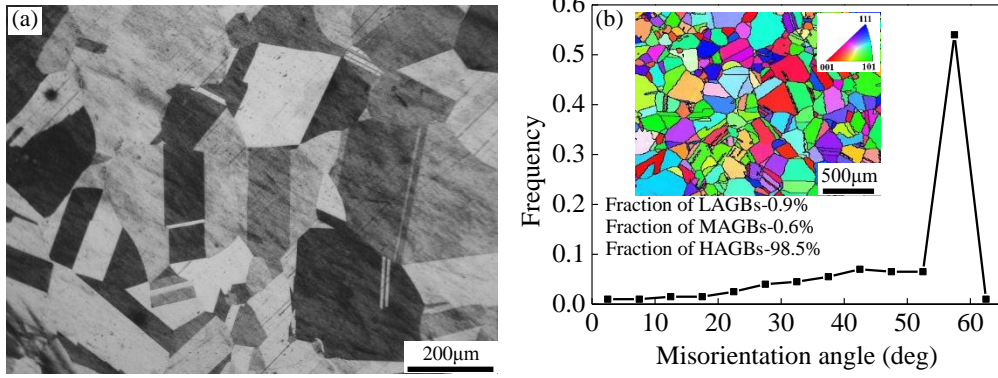 (a)
200μm
(b)
111
001
101
500μm
Fraction of LAGBs-0.9%
Fraction of MAGBs-0.6%
Fraction of HAGBs-98.5%
Frequency
0.6
0.5
0.4
0.3
0.2
0.1
0.0
0 10 20 30 40 50 60
Misorientation angle (deg)